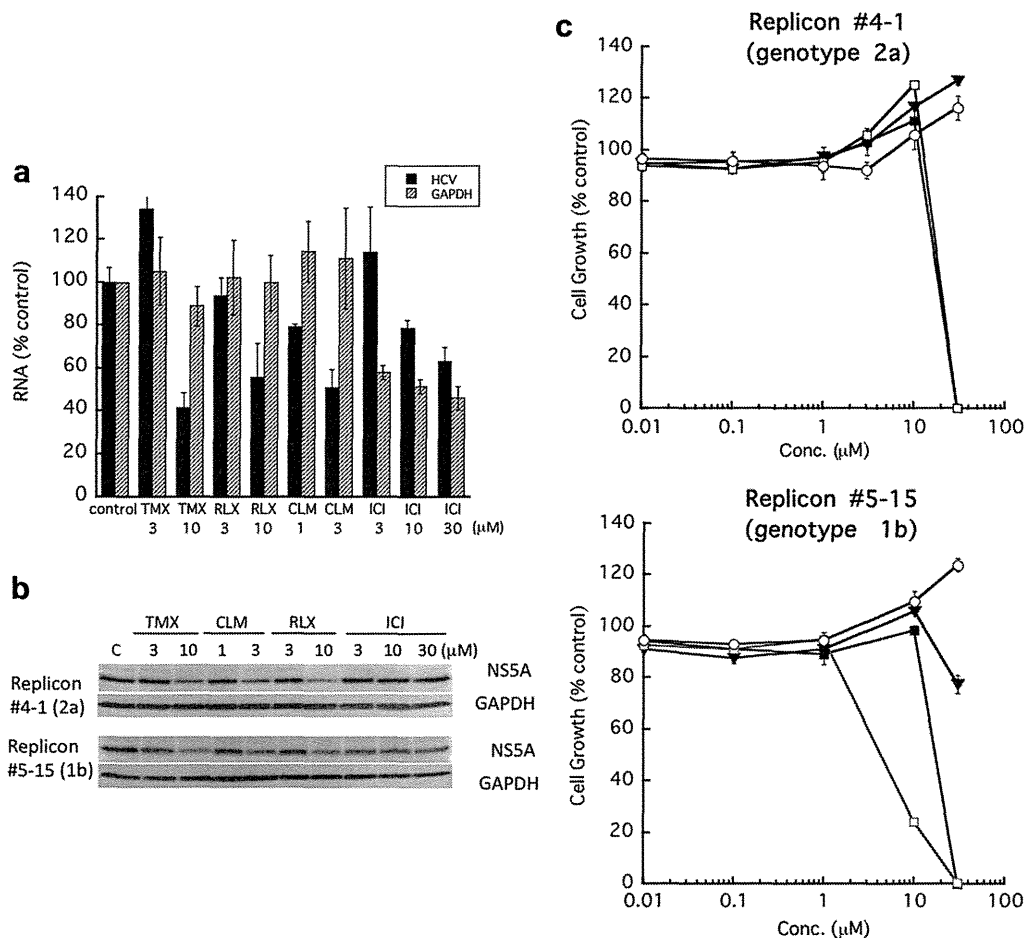 a
HCV
GAPDH
RNA (% control)
140
120
100
80
60
40
20
0
control TMX TMX RLX RLX CLM CLM ICI ICI ICI
3 10 3 10 1 3 3 10 30 (μM)
b
TMX CLM RLX ICI
C 3 10 1 3 3 10 3 10 30 (μM)
Replicon #4-1 (2a)
NS5A
GAPDH
Replicon #5-15 (1b)
NS5A
GAPDH
c
Replicon #4-1
(genotype 2a)
Cell Growth (% control)
140
120
100
80
60
40
20
0
0.01 0.1 1 10 100
Conc. (μM)
Replicon #5-15
(genotype 1b)
Cell Growth (% control)
140
120
100
80
60
40
20
0
0.01 0.1 1 10 100
Conc. (μM)